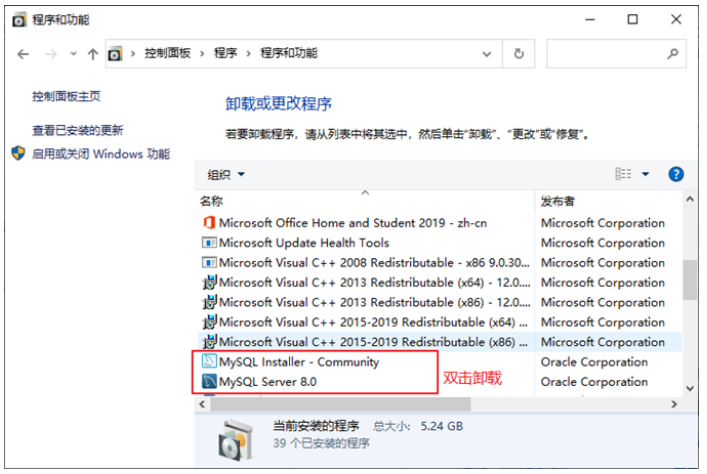 程序和功能
控制面板 › 程序 › 程序和功能
控制面板主页
查看已安装的更新
启用或关闭 Windows 功能
卸载或更改程序
若要卸载程序，请从列表中将其选中，然后单击"卸载"、"更改"或"修复"。
组织
名称 发布者
Microsoft Office Home and Student 2019 - zh-cn Microsoft Corporation
Microsoft Update Health Tools Microsoft Corporation
Microsoft Visual C++ 2008 Redistributable - x86 9.0.30... Microsoft Corporation
Microsoft Visual C++ 2013 Redistributable (x64) - 12.0.... Microsoft Corporation
Microsoft Visual C++ 2013 Redistributable (x86) - 12.0... Microsoft Corporation
Microsoft Visual C++ 2015-2019 Redistributable (x64) ... Microsoft Corporation
Microsoft Visual C++ 2015-2019 Redistributable (x86) ... Microsoft Corporation
MySQL Installer - Community Oracle Corporation
MySQL Server 8.0 Oracle Corporation
双击卸载
当前安装的程序 总大小: 5.24 GB
39 个已安装的程序